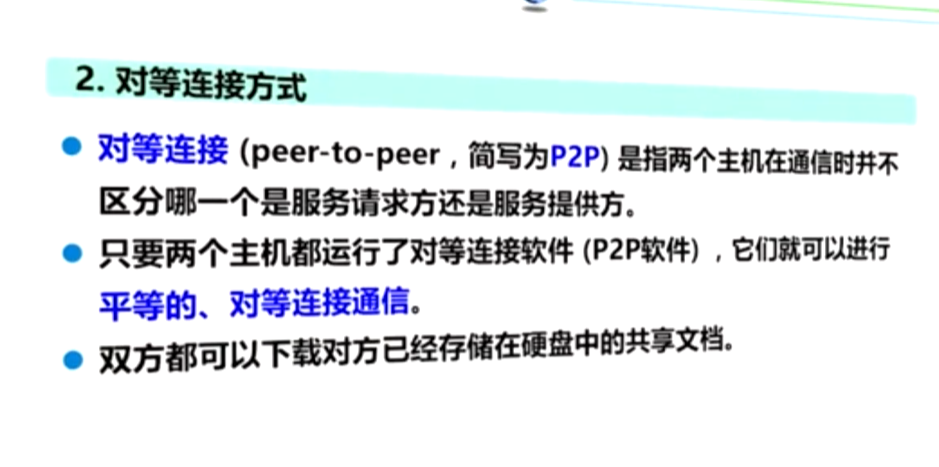 2. 对等连接方式
对等连接 (peer-to-peer，简写为P2P) 是指两个主机在通信时并不
区分哪一个是服务请求方还是服务提供方。
只要两个主机都运行了对等连接软件 (P2P软件) ，它们就可以进行
平等的、对等连接通信。
双方都可以下载对方已经存储在硬盘中的共享文档。